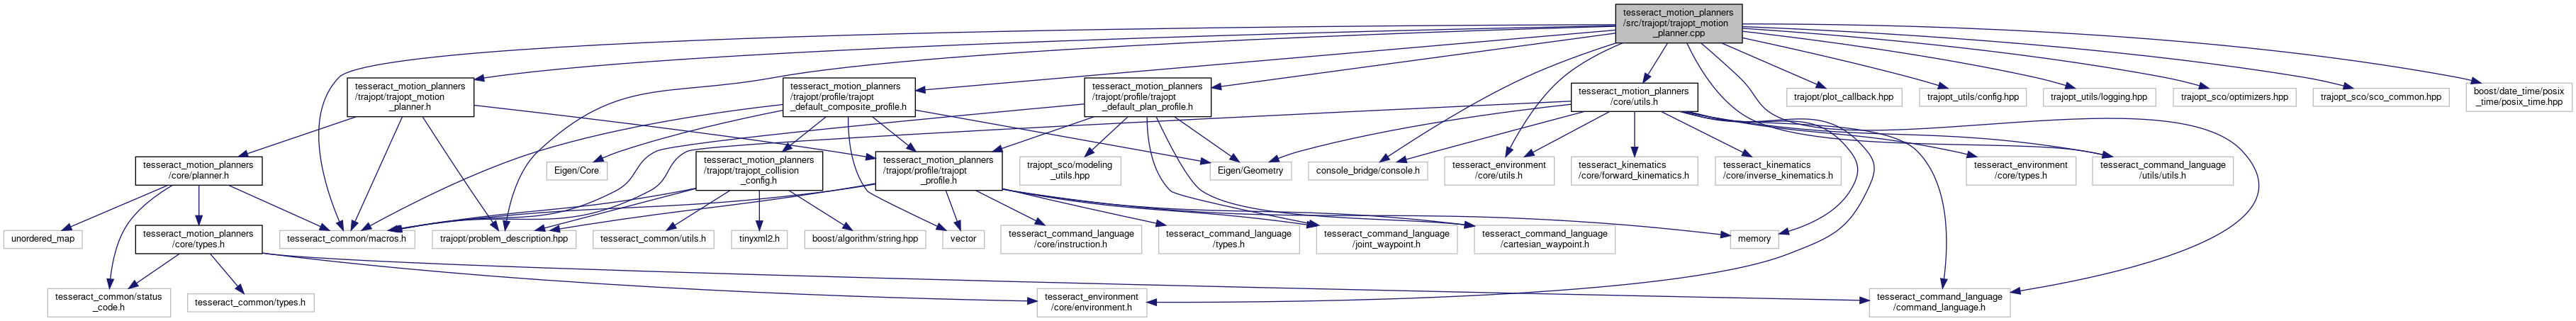 tesseract_motion_planners
/src/trajopt/trajopt_motion
_planner.cpp
tesseract_motion_planners
/trajopt/trajopt_motion
_planner.h
tesseract_motion_planners
/trajopt/profile/trajopt
_default_composite_profile.h
tesseract_motion_planners
/trajopt/profile/trajopt
_default_plan_profile.h
tesseract_motion_planners
/core/utils.h
trajopt/plot_callback.hpp
trajopt_utils/config.hpp
trajopt_utils/logging.hpp
trajopt_sco/optimizers.hpp
trajopt_sco/sco_common.hpp
boost/date_time/posix
_time/posix_time.hpp
tesseract_motion_planners
/core/planner.h
Eigen/Core
tesseract_motion_planners
/trajopt/trajopt_collision
_config.h
tesseract_motion_planners
/trajopt/profile/trajopt
_profile.h
trajopt_sco/modeling
_utils.hpp
Eigen/Geometry
console_bridge/console.h
tesseract_environment
/core/utils.h
tesseract_kinematics
/core/forward_kinematics.h
tesseract_kinematics
/core/inverse_kinematics.h
tesseract_environment
/core/types.h
tesseract_command_language
/utils/utils.h
unordered_map
tesseract_motion_planners
/core/types.h
tesseract_common/macros.h
trajopt/problem_description.hpp
tesseract_common/utils.h
tinyxml2.h
boost/algorithm/string.hpp
vector
tesseract_command_language
/core/instruction.h
tesseract_command_language
/types.h
tesseract_command_language
/joint_waypoint.h
tesseract_command_language
/cartesian_waypoint.h
memory
tesseract_common/status
_code.h
tesseract_common/types.h
tesseract_environment
/core/environment.h
tesseract_command_language
/command_language.h